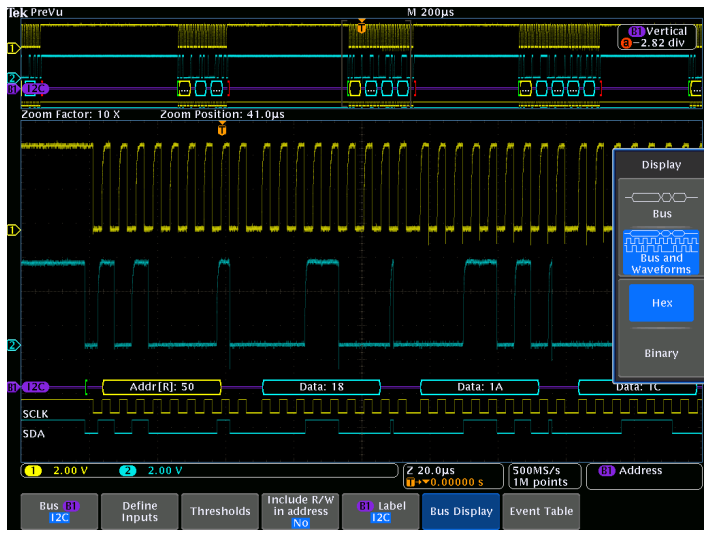 Tek PreVu M 200µs
B1 Vertical
a -2.82 div
1
2
B1 I2C
Zoom Factor: 10 X Zoom Position: 41.0µs
T
Display
Bus
Bus and
Waveforms
Hex
Binary
1
2
B1 I2C Addr[R]: 50 Data: 18 Data: 1A Data: 1C
SCLK
SDA
1 2.00 V 2 2.00 V Z 20.0µs 500MS/s B1 Address
T→▼0.00000 s 1M points
Bus B1
I2C
Define
Inputs
Thresholds
Include R/W
in address
No
B1 Label
I2C
Bus Display
Event Table